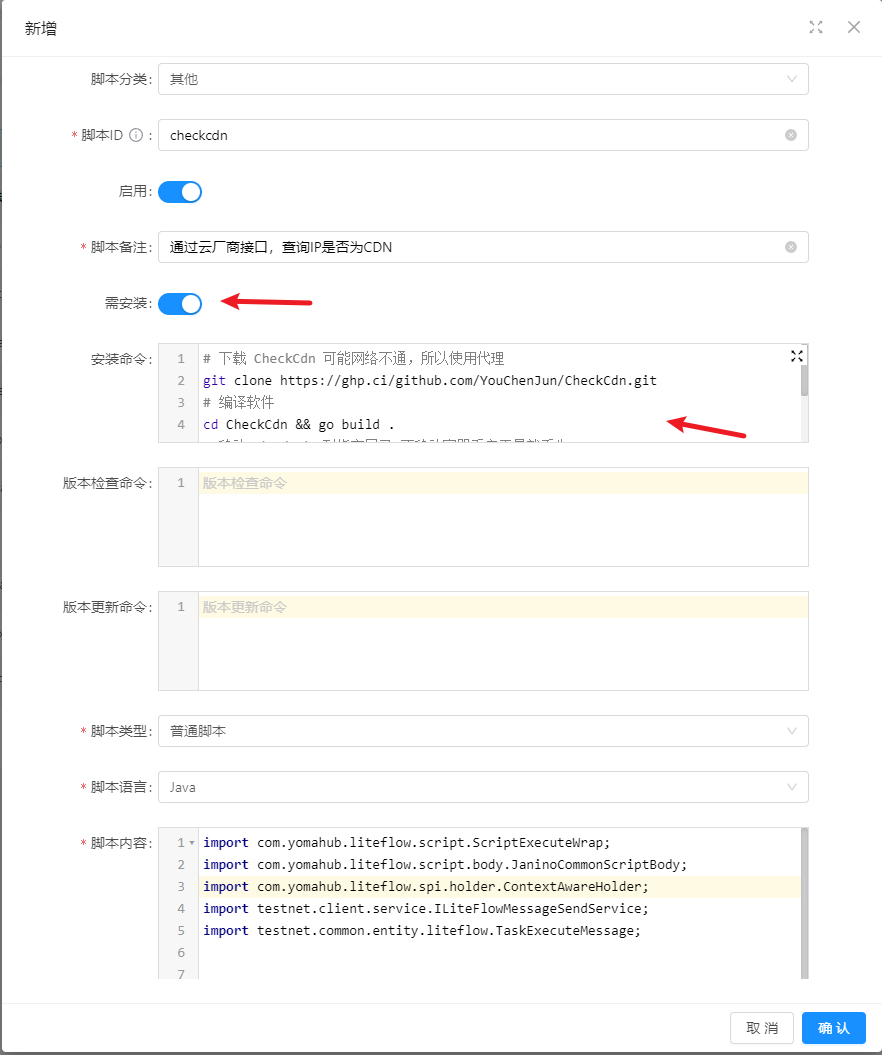 新增
脚本分类: 其他
* 脚本ID : checkcdn
启用:
* 脚本备注: 通过云厂商接口，查询IP是否为CDN
需安装:
安装命令:
1 # 下载 CheckCdn 可能网络不通，所以使用代理
2 git clone https://ghp.ci/github.com/YouChenJun/CheckCdn.git
3 # 编译软件
4 cd CheckCdn && go build .
版本检查命令: 1 版本检查命令
版本更新命令: 1 版本更新命令
* 脚本类型: 普通脚本
* 脚本语言: Java
* 脚本内容:
1 import com.yomahub.liteflow.script.ScriptExecuteWrap;
2 import com.yomahub.liteflow.script.body.JaninoCommonScriptBody;
3 import com.yomahub.liteflow.spi.holder.ContextAwareHolder;
4 import testnet.client.service.ILiteFlowMessageSendService;
5 import testnet.common.entity.liteflow.TaskExecuteMessage;
6
7
取 消 确 认